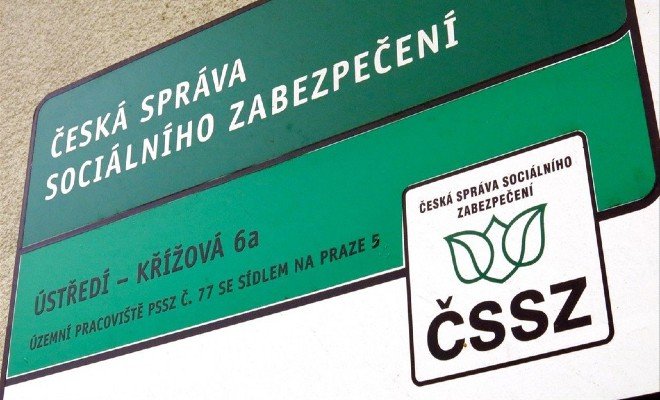 ČESKÁ SPRÁVA
SOCIÁLNÍHO ZABEZPEČENÍ
ÚSTŘEDÍ – KŘÍŽOVÁ 6a
ÚZEMNÍ PRACOVIŠTĚ PSSZ Č. 77 SE SÍDLEM NA PRAZE 5
ČESKÁ SPRÁVA SOCIÁLNÍHO
ZABEZPEČENÍ
ČSSZ